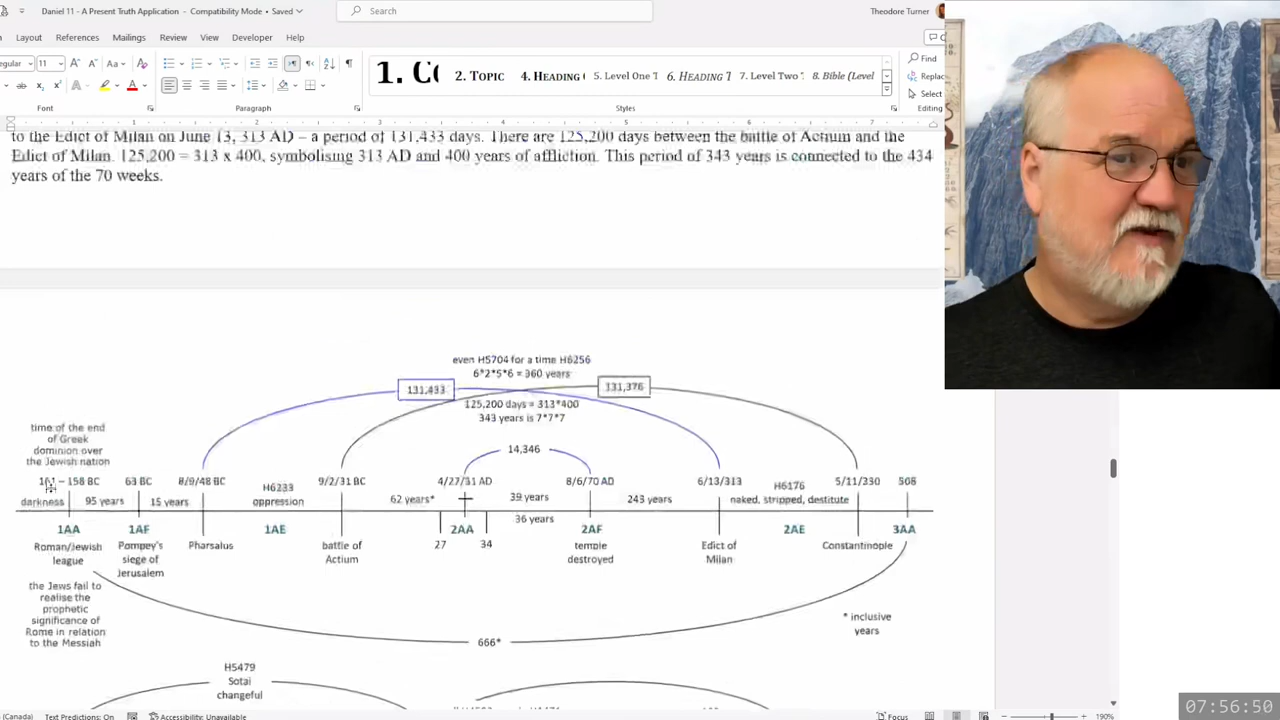 Daniel 11 - A Present Truth Application - Compatibility Mode • Saved
Search
Theodore Turner
Layout References Mailings Review View Developer Help
11
Find
Replac
Select
1. 2. TOPIC 4. HEADING 5. Level One 6. HEADING 7. Level Two 8. Bible (Level
Font Paragraph Styles Editing
to the Edict of Milan on June 13, 313 AD – a period of 131,433 days. There are 125,200 days between the battle of Actium and the
Edict of Milan. 125,200 = 313 x 400, symbolising 313 AD and 400 years of affliction. This period of 343 years is connected to the 434
years of the 70 weeks.
even H5704 for a time H6256
6*2*5*6 = 360 years
131,433
131,376
125,200 days = 313*400
343 years is 7*7*7
time of the end
of Greek
dominion over
the Jewish nation
14,346
161 – 158 BC 63 BC 8/9/48 BC 9/2/31 BC 4/27/31 AD 8/6/70 AD 6/13/313 5/11/330 508
darkness 95 years 15 years H6233 oppression 62 years* 39 years 243 years H6176 naked, stripped, destitute
36 years
1AA 1AF 1AE 2AA 2AF 2AE 3AA
27 34
Roman/Jewish league
Pompey's siege of Jerusalem
Pharsalus
battle of Actium
temple destroyed
Edict of Milan
Constantinople
the Jews fail to
realise the
prophetic
significance of
Rome in relation
to the Messiah
* inclusive
years
666*
H5479
Sotai
changeful
(Canada) Text Predictions: On Accessibility: Unavailable Focus 190%
07:56:50